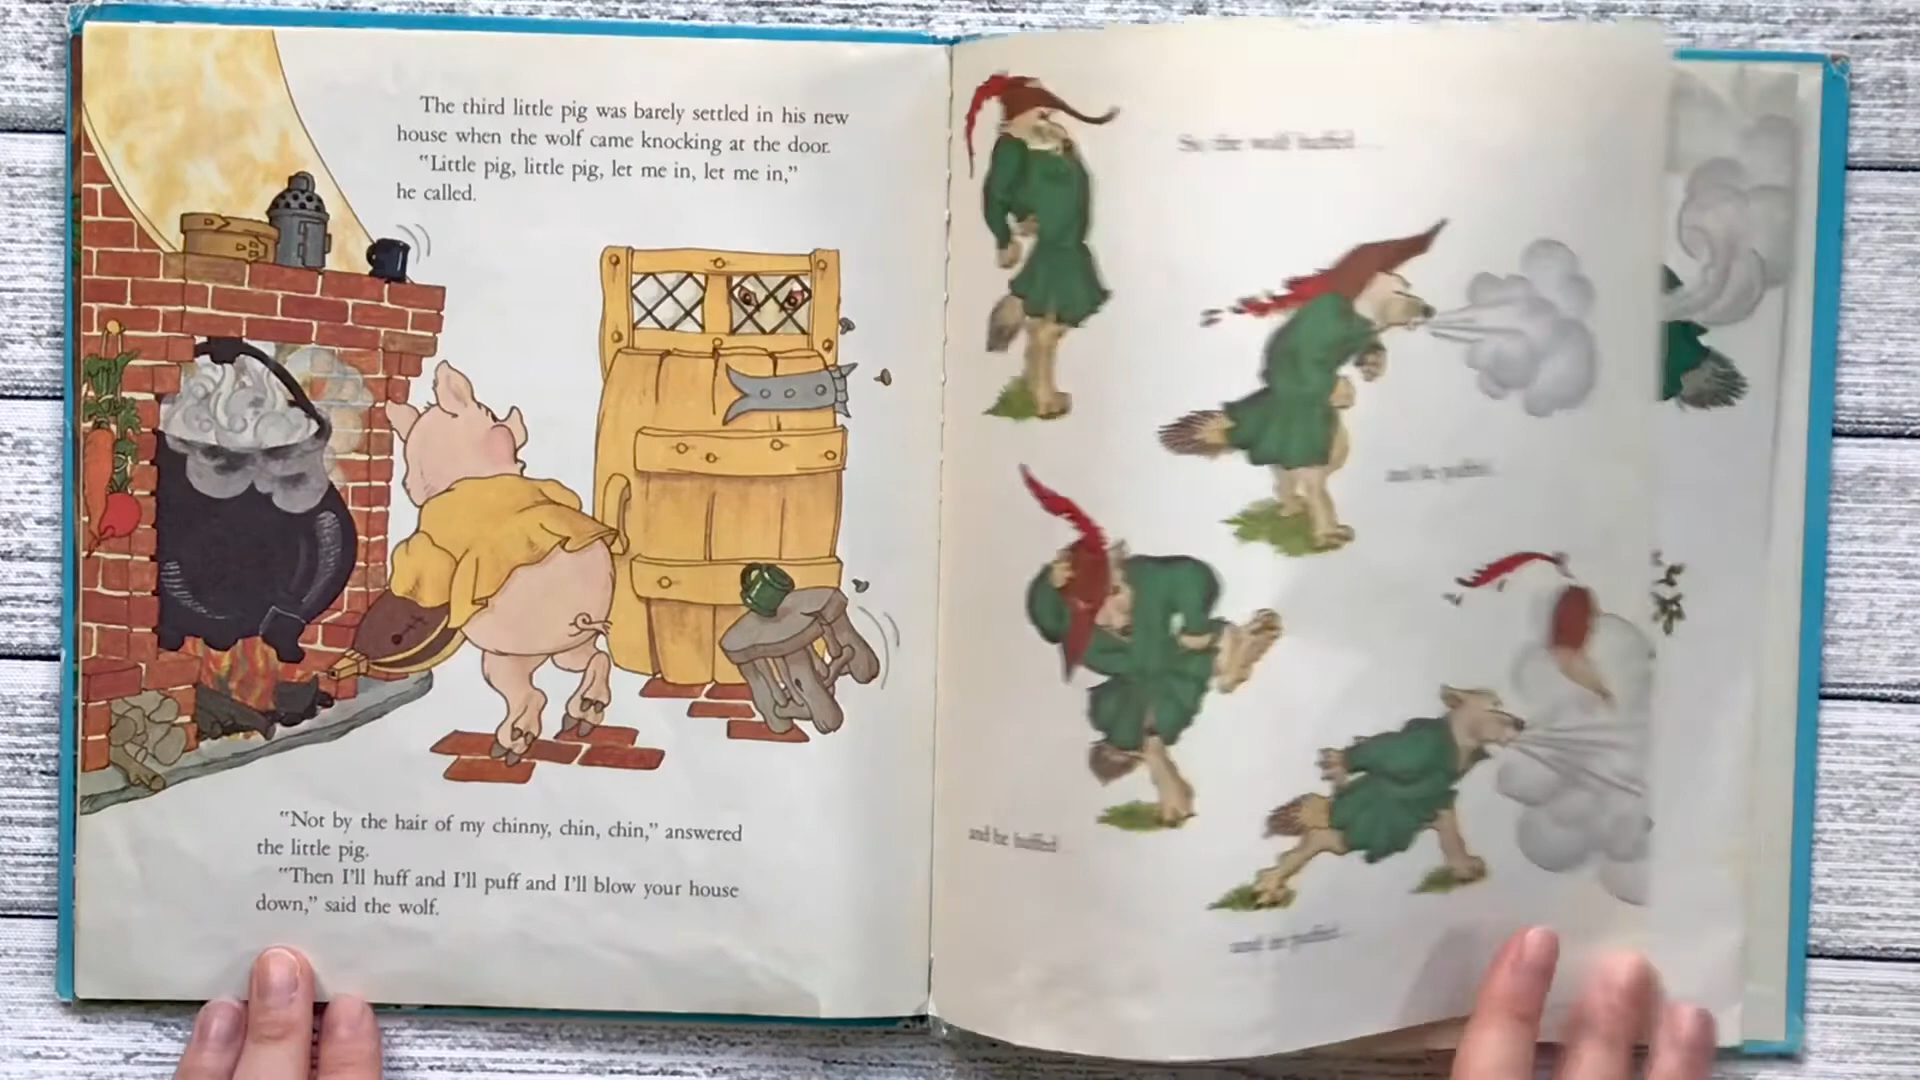 The third little pig was barely settled in his new
house when the wolf came knocking at the door.
“Little pig, little pig, let me in, let me in,”
he called.
“Not by the hair of my chinny, chin, chin,” answered
the little pig.
“Then I’ll huff and I’ll puff and I’ll blow your house
down,” said the wolf.
So, the wolf huffed . . .
and he puffed . . .
and he huffed . . .
and he puffed . . .